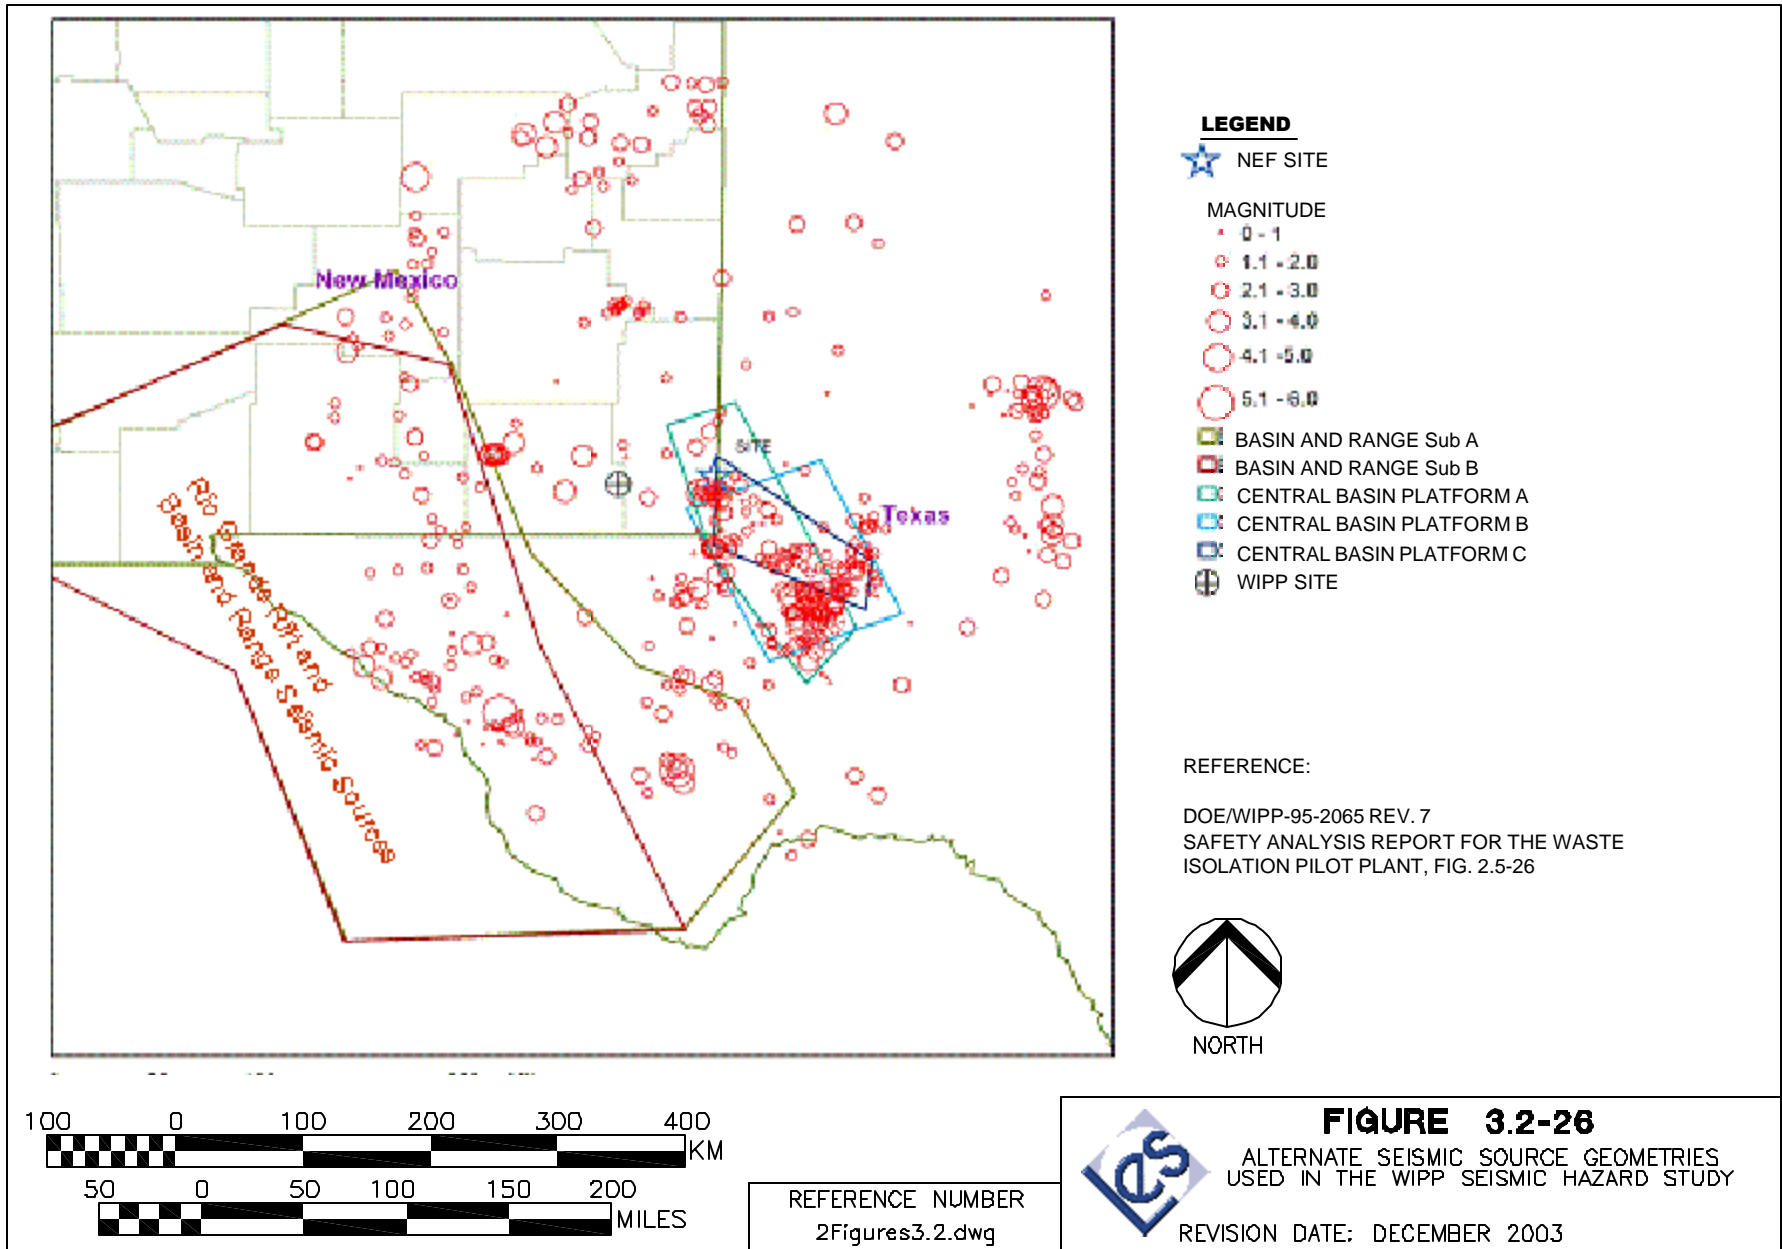 New Mexico
SITE
Texas
Rio Grande Rift and
Basin and Range Seismic Sources
LEGEND
NEF SITE
MAGNITUDE
0 - 1
1.1 - 2.0
2.1 - 3.0
3.1 - 4.0
4.1 - 5.0
5.1 - 6.0
BASIN AND RANGE Sub A
BASIN AND RANGE Sub B
CENTRAL BASIN PLATFORM A
CENTRAL BASIN PLATFORM B
CENTRAL BASIN PLATFORM C
WIPP SITE
REFERENCE:
DOE/WIPP-95-2065 REV. 7
SAFETY ANALYSIS REPORT FOR THE WASTE
ISOLATION PILOT PLANT, FIG. 2.5-26
NORTH
100 0 100 200 300 400
KM
50 0 50 100 150 200
MILES
REFERENCE NUMBER
2Figures3.2.dwg
LES
FIGURE 3.2-26
ALTERNATE SEISMIC SOURCE GEOMETRIES
USED IN THE WIPP SEISMIC HAZARD STUDY
REVISION DATE: DECEMBER 2003